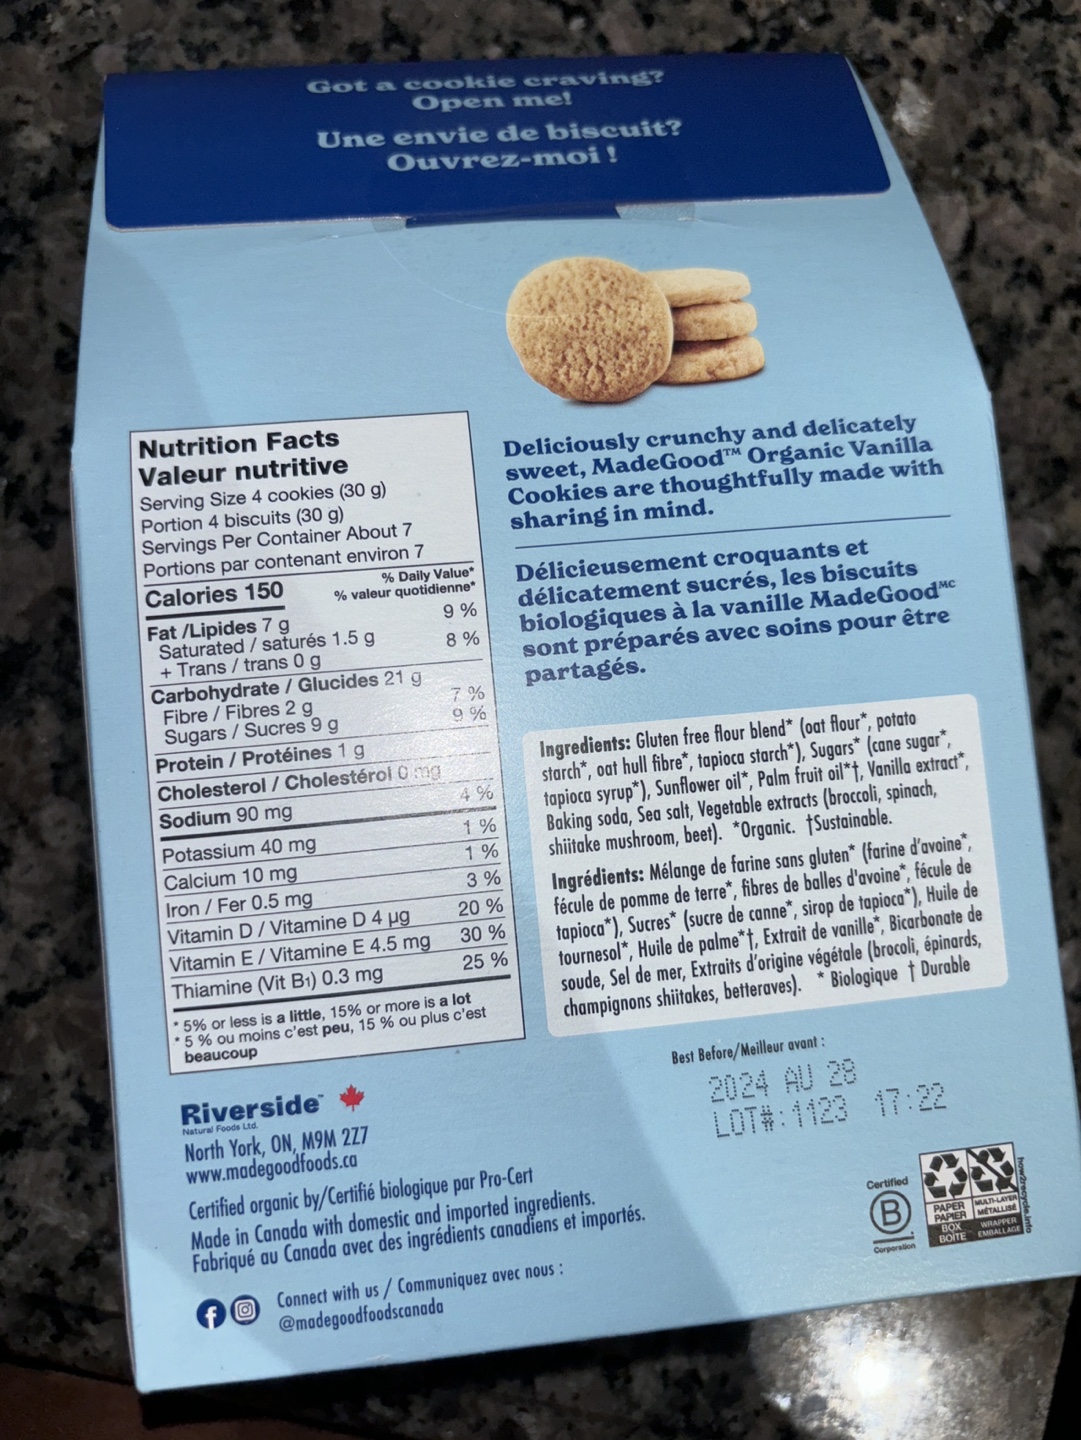 Got a cookie craving?
Open me!
Une envie de biscuit?
Ouvrez-moi !
Nutrition Facts
Valeur nutritive
Serving Size 4 cookies (30 g)
Portion 4 biscuits (30 g)
Servings Per Container About 7
Portions par contenant environ 7
Calories 150
% Daily Value*
% valeur quotidienne*
Fat /Lipides 7 g 9 %
Saturated / saturés 1.5 g 8 %
+ Trans / trans 0 g
Carbohydrate / Glucides 21 g
Fibre / Fibres 2 g 7 %
Sugars / Sucres 9 g 9 %
Protein / Protéines 1 g
Cholesterol / Cholestérol 0 mg
Sodium 90 mg 4 %
Potassium 40 mg 1 %
Calcium 10 mg 1 %
Iron / Fer 0.5 mg 3 %
Vitamin D / Vitamine D 4 µg 20 %
Vitamin E / Vitamine E 4.5 mg 30 %
Thiamine (Vit B1) 0.3 mg 25 %
* 5% or less is a little, 15% or more is a lot
* 5 % ou moins c'est peu, 15 % ou plus c'est
beaucoup
Deliciously crunchy and delicately
sweet, MadeGood™ Organic Vanilla
Cookies are thoughtfully made with
sharing in mind.
Délicieusement croquants et
délicatement sucrés, les biscuits
biologiques à la vanille MadeGoodᴹᶜ
sont préparés avec soins pour être
partagés.
Ingredients: Gluten free flour blend* (oat flour*, potato
starch*, oat hull fibre*, tapioca starch*), Sugars* (cane sugar*,
tapioca syrup*), Sunflower oil*, Palm fruit oil*†, Vanilla extract*,
Baking soda, Sea salt, Vegetable extracts (broccoli, spinach,
shiitake mushroom, beet). *Organic. †Sustainable.
Ingrédients: Mélange de farine sans gluten* (farine d'avoine*,
fécule de pomme de terre*, fibres de balles d'avoine*, fécule de
tapioca*), Sucres* (sucre de canne*, sirop de tapioca*), Huile de
tournesol*, Huile de palme*†, Extrait de vanille*, Bicarbonate de
soude, Sel de mer, Extraits d'origine végétale (brocoli, épinards,
champignons shiitakes, betteraves). * Biologique † Durable
Best Before/Meilleur avant :
2024 AU 28
LOT#: 1123 17:22
Riverside™
Natural Foods Ltd.
North York, ON, M9M 2Z7
www.madegoodfoods.ca
Certified organic by/Certifié biologique par Pro-Cert
Made in Canada with domestic and imported ingredients.
Fabriqué au Canada avec des ingrédients canadiens et importés.
Connect with us / Communiquez avec nous :
@madegoodfoodscanada
Certified
B
Corporation
PAPER
PAPIER
BOX
BOÎTE
MULTI-LAYER
MÉTALLISÉ
WRAPPER
EMBALLAGE
how2recycle.info